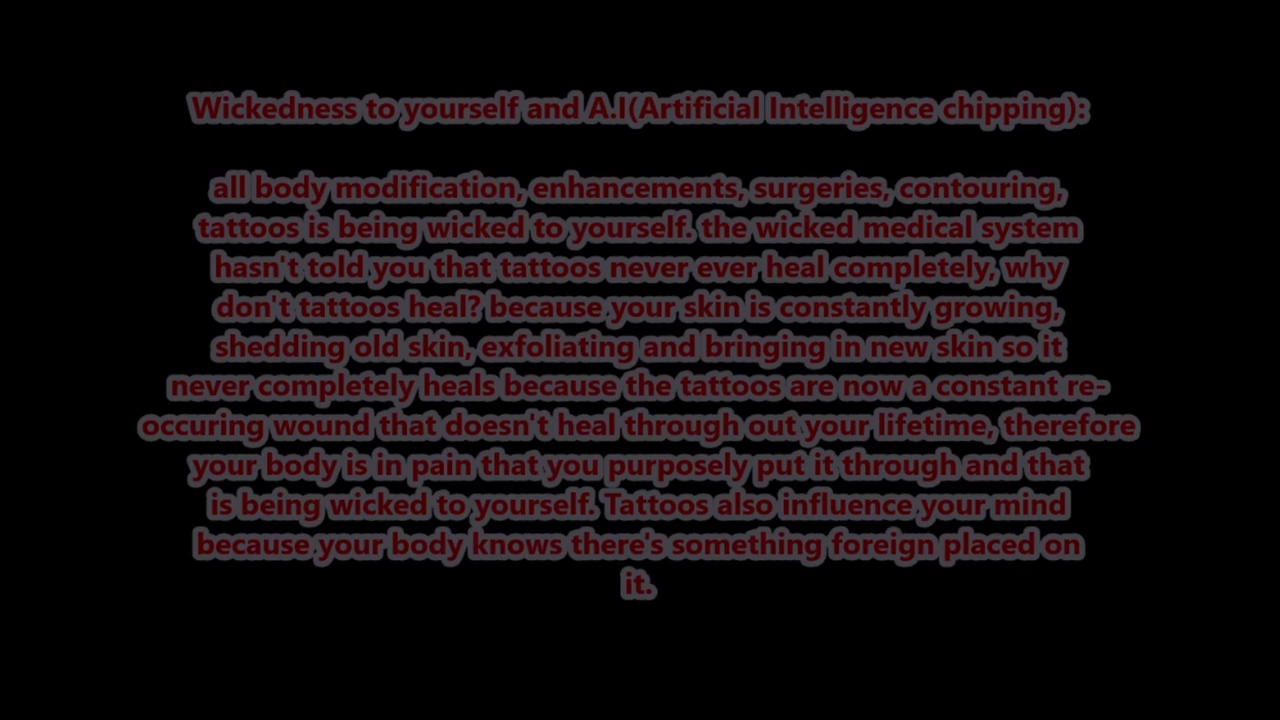 Wickedness to yourself and A.I(Artificial Intelligence chipping):
all body modification, enhancements, surgeries, contouring,
tattoos is being wicked to yourself. the wicked medical system
hasn't told you that tattoos never ever heal completely, why
don't tattoos heal? because your skin is constantly growing,
shedding old skin, exfoliating and bringing in new skin so it
never completely heals because the tattoos are now a constant re-
occuring wound that doesn't heal through out your lifetime, therefore
your body is in pain that you purposely put it through and that
is being wicked to yourself. Tattoos also influence your mind
because your body knows there's something foreign placed on
it.